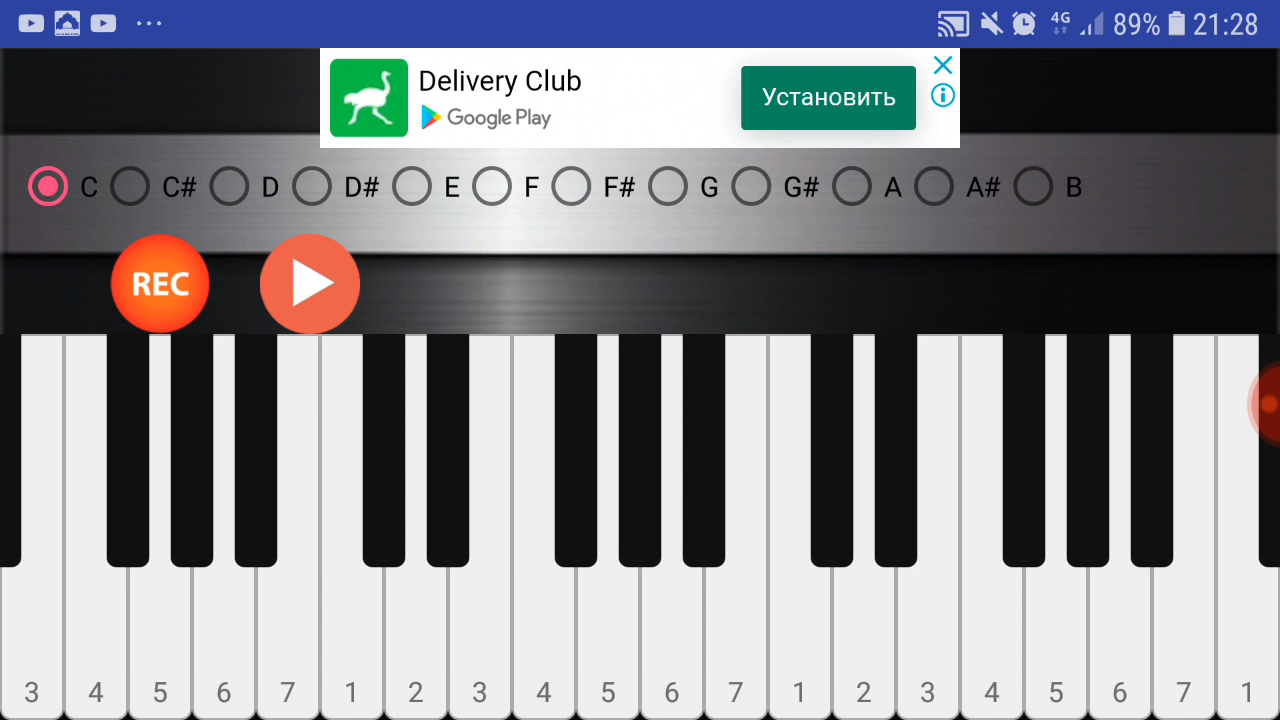 4G 89% 21:28
Delivery Club
Google Play
Установить
C C# D D# E F F# G G# A A# B
REC
3 4 5 6 7 1 2 3 4 5 6 7 1 2 3 4 5 6 7 1